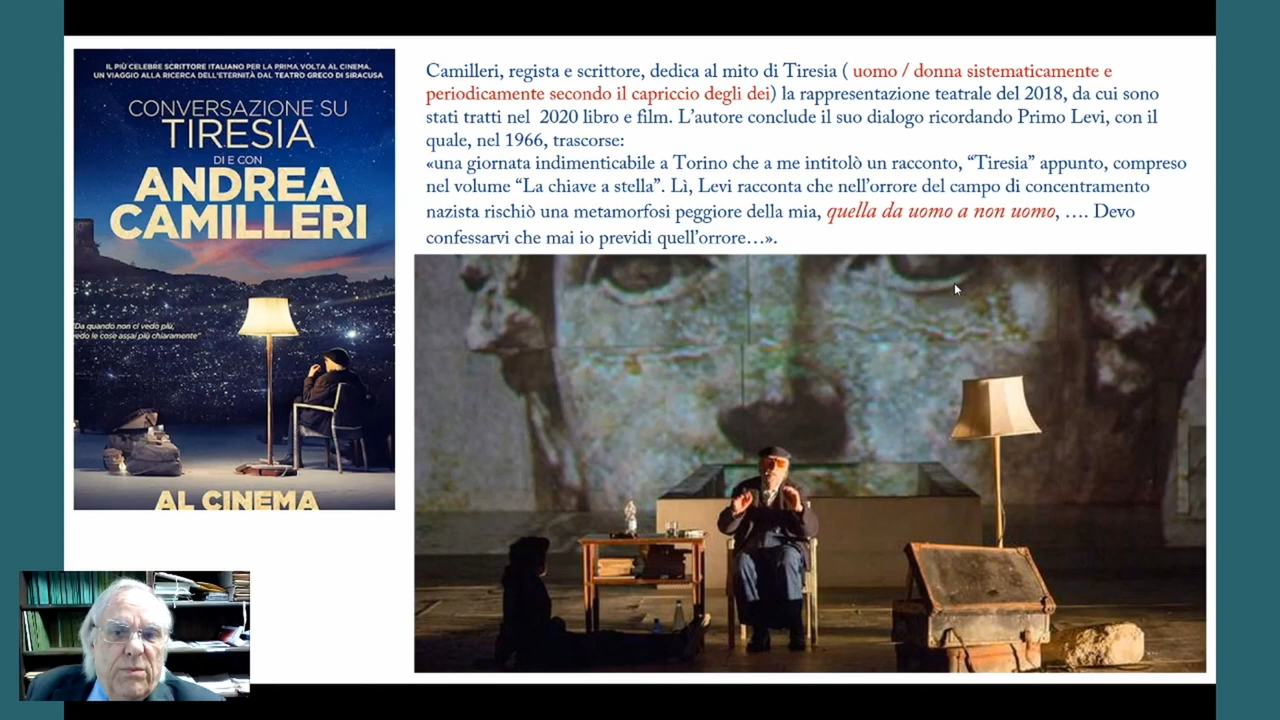 IL PIÙ CELEBRE SCRITTORE ITALIANO PER LA PRIMA VOLTA AL CINEMA.
UN VIAGGIO ALLA RICERCA DELL'ETERNITÀ DAL TEATRO GRECO DI SIRACUSA
CONVERSAZIONE SU
TIRESIA
DI E CON
ANDREA
CAMILLERI
"Da quando non ci vedo più,
vedo le cose assai più chiaramente"
AL CINEMA
Camilleri, regista e scrittore, dedica al mito di Tiresia ( uomo / donna sistematicamente e
periodicamente secondo il capriccio degli dei) la rappresentazione teatrale del 2018, da cui sono
stati tratti nel 2020 libro e film. L'autore conclude il suo dialogo ricordando Primo Levi, con il
quale, nel 1966, trascorse:
«una giornata indimenticabile a Torino che a me intitolò un racconto, "Tiresia" appunto, compreso
nel volume "La chiave a stella". Lì, Levi racconta che nell'orrore del campo di concentramento
nazista rischiò una metamorfosi peggiore della mia, quella da uomo a non uomo, …. Devo
confessarvi che mai io previdi quell'orrore…».